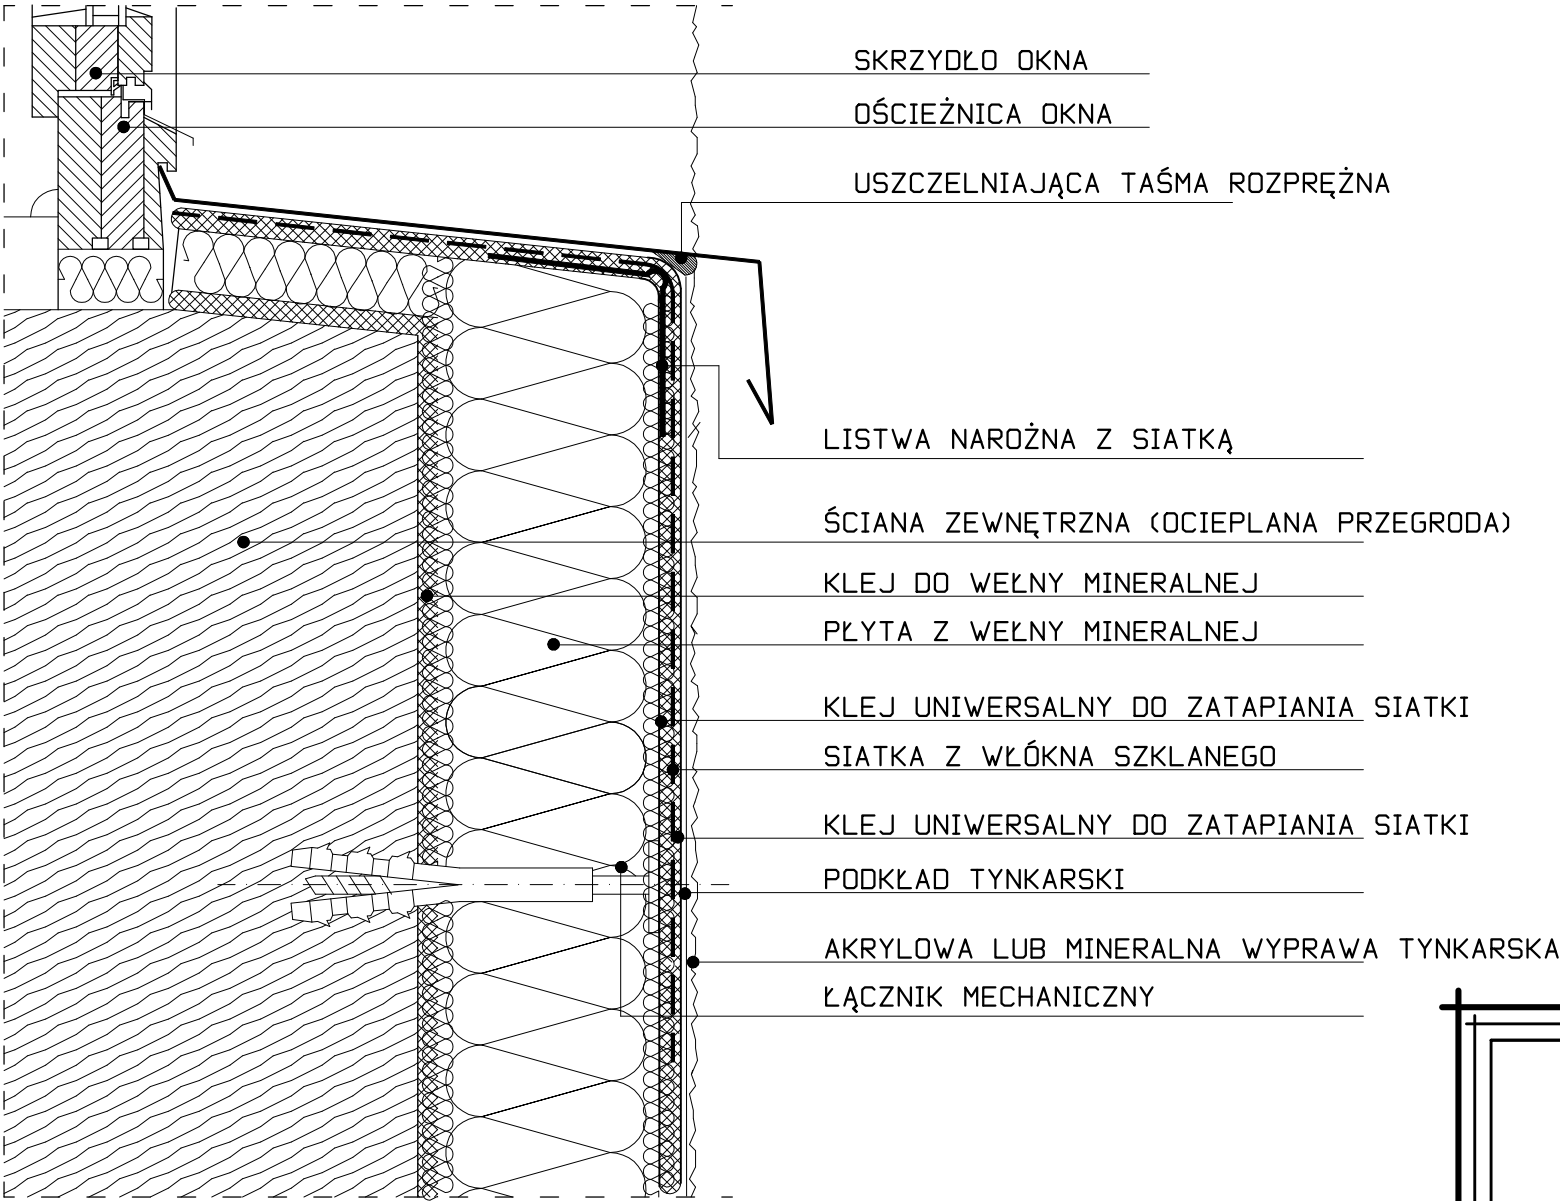 SKRZYDŁO OKNA
OŚCIEŻNICA OKNA
USZCZELNIAJĄCA TAŚMA ROZPRĘŻNA
LISTWA NAROŻNA Z SIATKĄ
ŚCIANA ZEWNĘTRZNA (OCIEPLANA PRZEGRODA)
KLEJ DO WEŁNY MINERALNEJ
PŁYTA Z WEŁNY MINERALNEJ
KLEJ UNIWERSALNY DO ZATAPIANIA SIATKI
SIATKA Z WŁÓKNA SZKLANEGO
KLEJ UNIWERSALNY DO ZATAPIANIA SIATKI
PODKŁAD TYNKARSKI
AKRYLOWA LUB MINERALNA WYPRAWA TYNKARSKA
ŁĄCZNIK MECHANICZNY